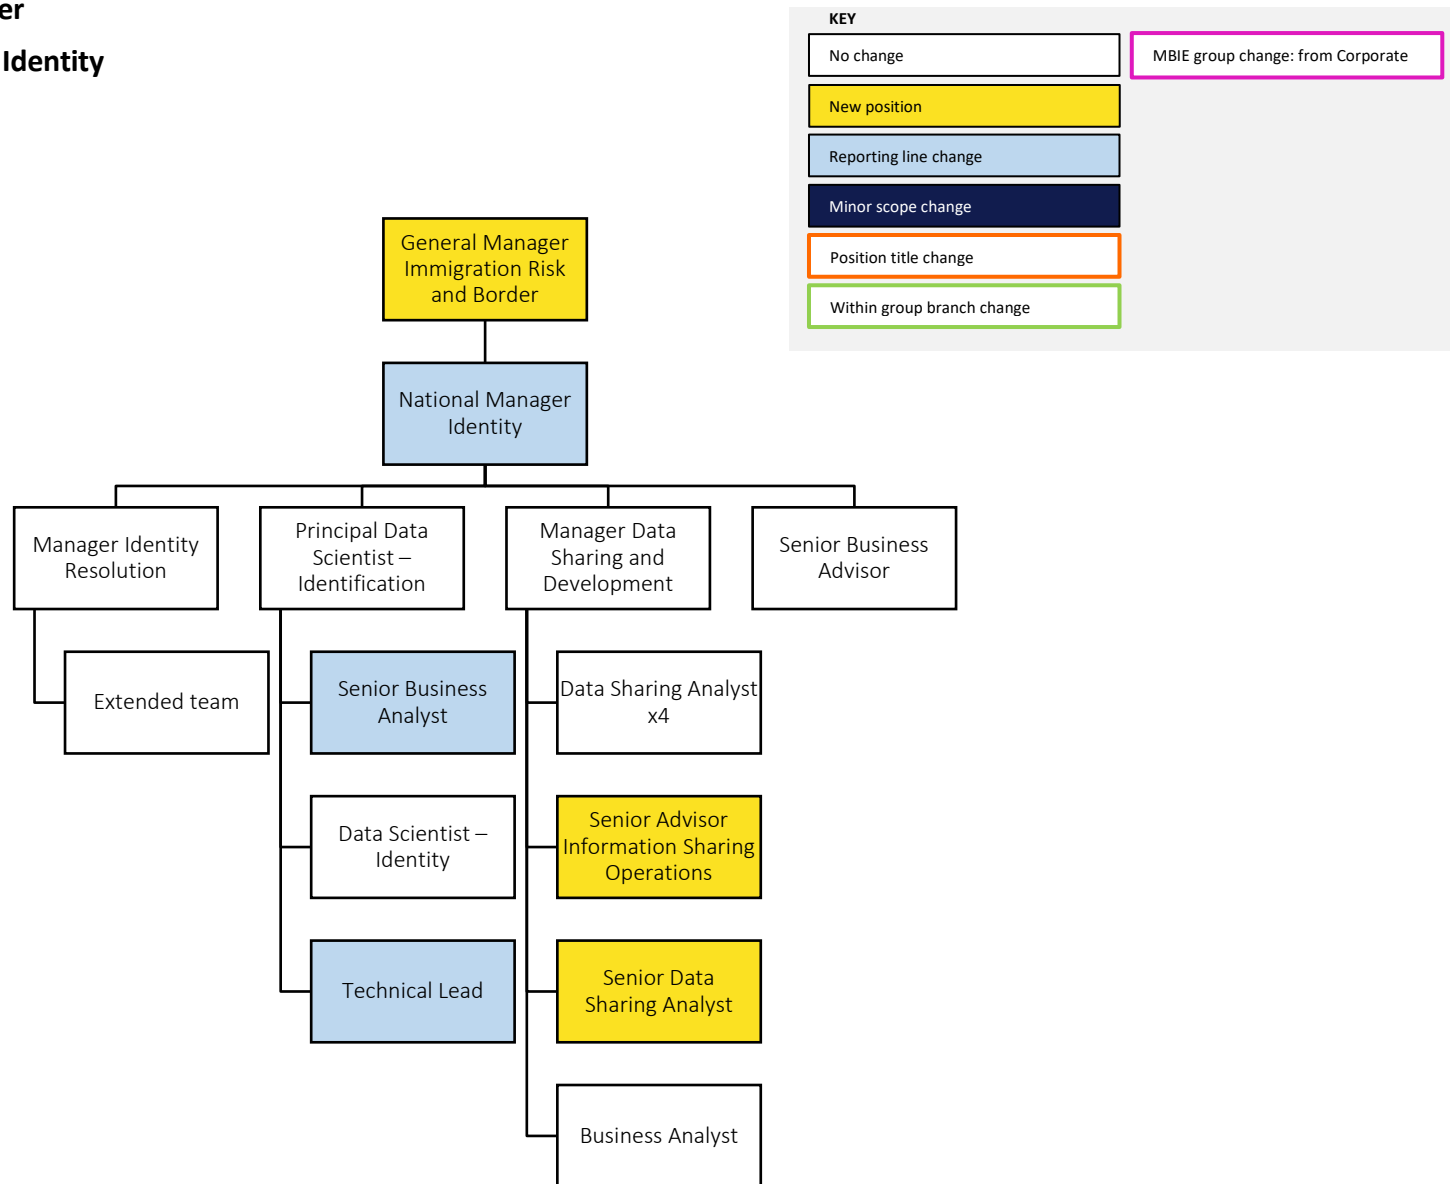 er
Identity
KEY
No change
MBIE group change: from Corporate
New position
Reporting line change
Minor scope change
Position title change
Within group branch change
General Manager
Immigration Risk
and Border
National Manager
Identity
Manager Identity
Resolution
Principal Data
Scientist –
Identification
Manager Data
Sharing and
Development
Senior Business
Advisor
Extended team
Senior Business
Analyst
Data Sharing Analyst
x4
Data Scientist –
Identity
Senior Advisor
Information Sharing
Operations
Technical Lead
Senior Data
Sharing Analyst
Business Analyst